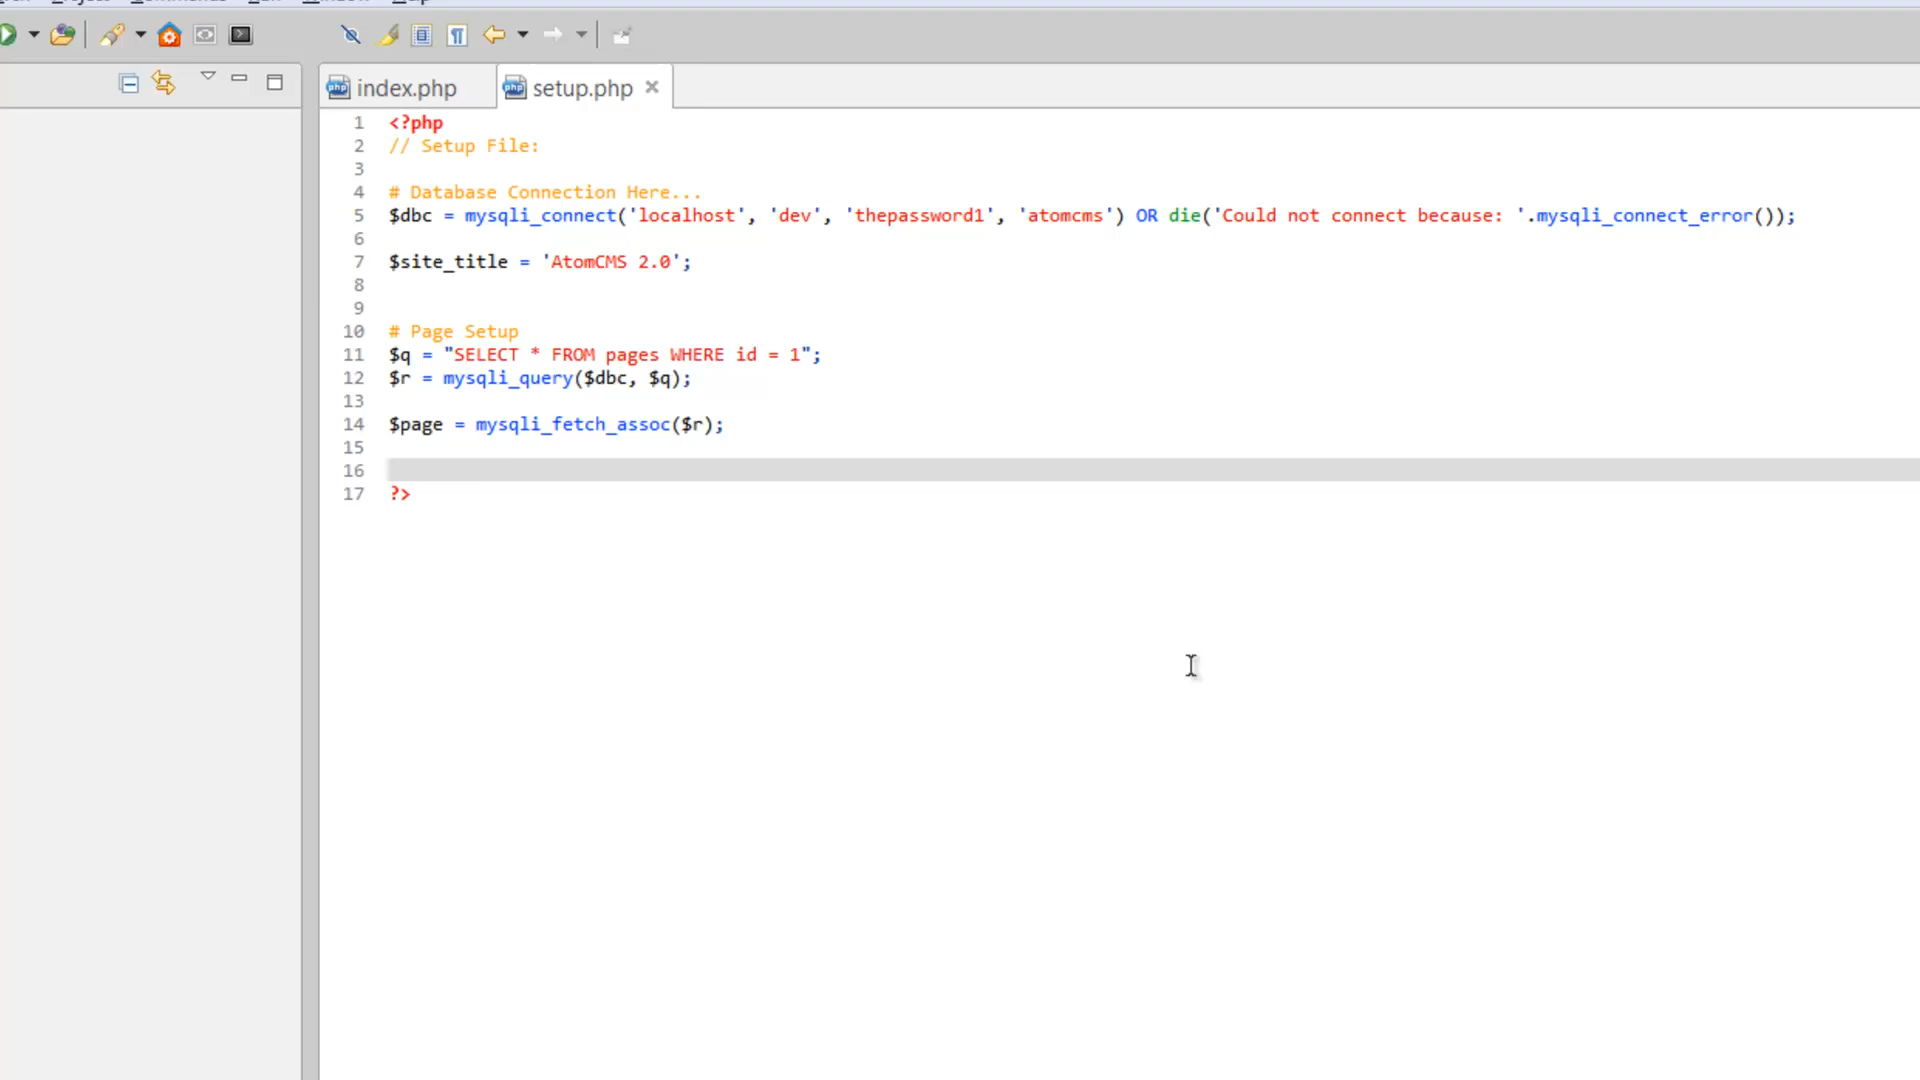 index.php
setup.php
1 <?php
2 // Setup File:
3
4 # Database Connection Here...
5 $dbc = mysqli_connect('localhost', 'dev', 'thepassword1', 'atomcms') OR die('Could not connect because: '.mysqli_connect_error());
6
7 $site_title = 'AtomCMS 2.0';
8
9
10 # Page Setup
11 $q = "SELECT * FROM pages WHERE id = 1";
12 $r = mysqli_query($dbc, $q);
13
14 $page = mysqli_fetch_assoc($r);
15
16
17 ?>